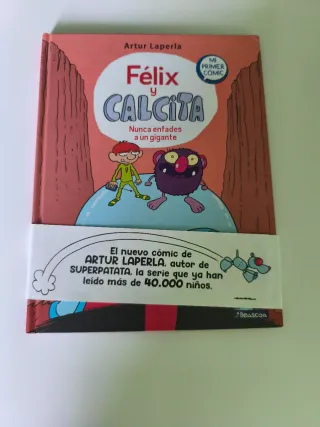 Artur Laperla
MI
PRIMER
CÓMIC
Félix
y
CALCITA
Nunca enfades
a un gigante
El nuevo cómic de
ARTUR LAPERLA, autor de
SUPERPATATA, la serie que ya han
leído más de 40.000 niños.
Beascoa